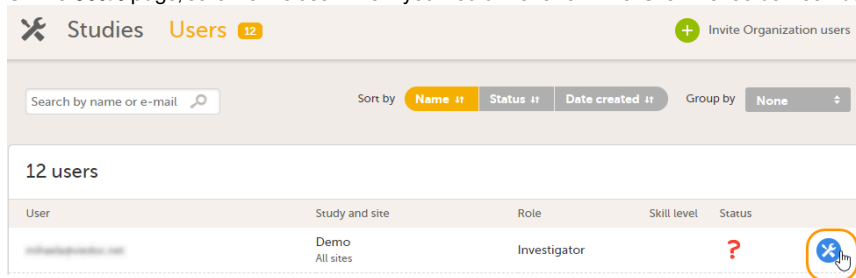 Studies Users 12 Invite Organization users
Search by name or e-mail Sort by Name Status Date created Group by None
12 users
User Study and site Role Skill level Status
Demo
All sites Investigator ?